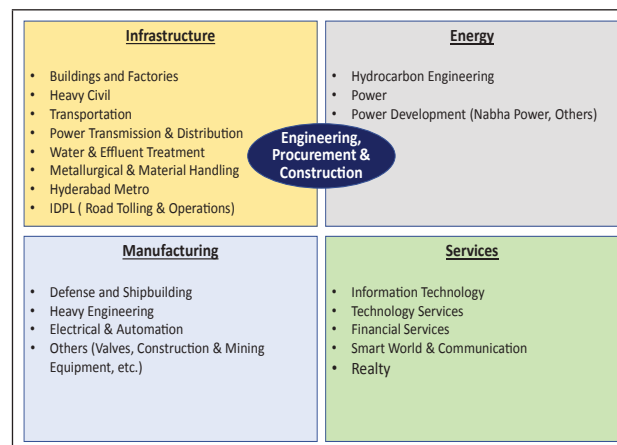 Infrastructure
• Buildings and Factories
• Heavy Civil
• Transportation
• Power Transmission & Distribution
• Water & Effluent Treatment
• Metallurgical & Material Handling
• Hyderabad Metro
• IDPL ( Road Tolling & Operations)
Energy
• Hydrocarbon Engineering
• Power
• Power Development (Nabha Power, Others)
Engineering,
Procurement &
Construction
Manufacturing
• Defense and Shipbuilding
• Heavy Engineering
• Electrical & Automation
• Others (Valves, Construction & Mining
Equipment, etc.)
Services
• Information Technology
• Technology Services
• Financial Services
• Smart World & Communication
• Realty